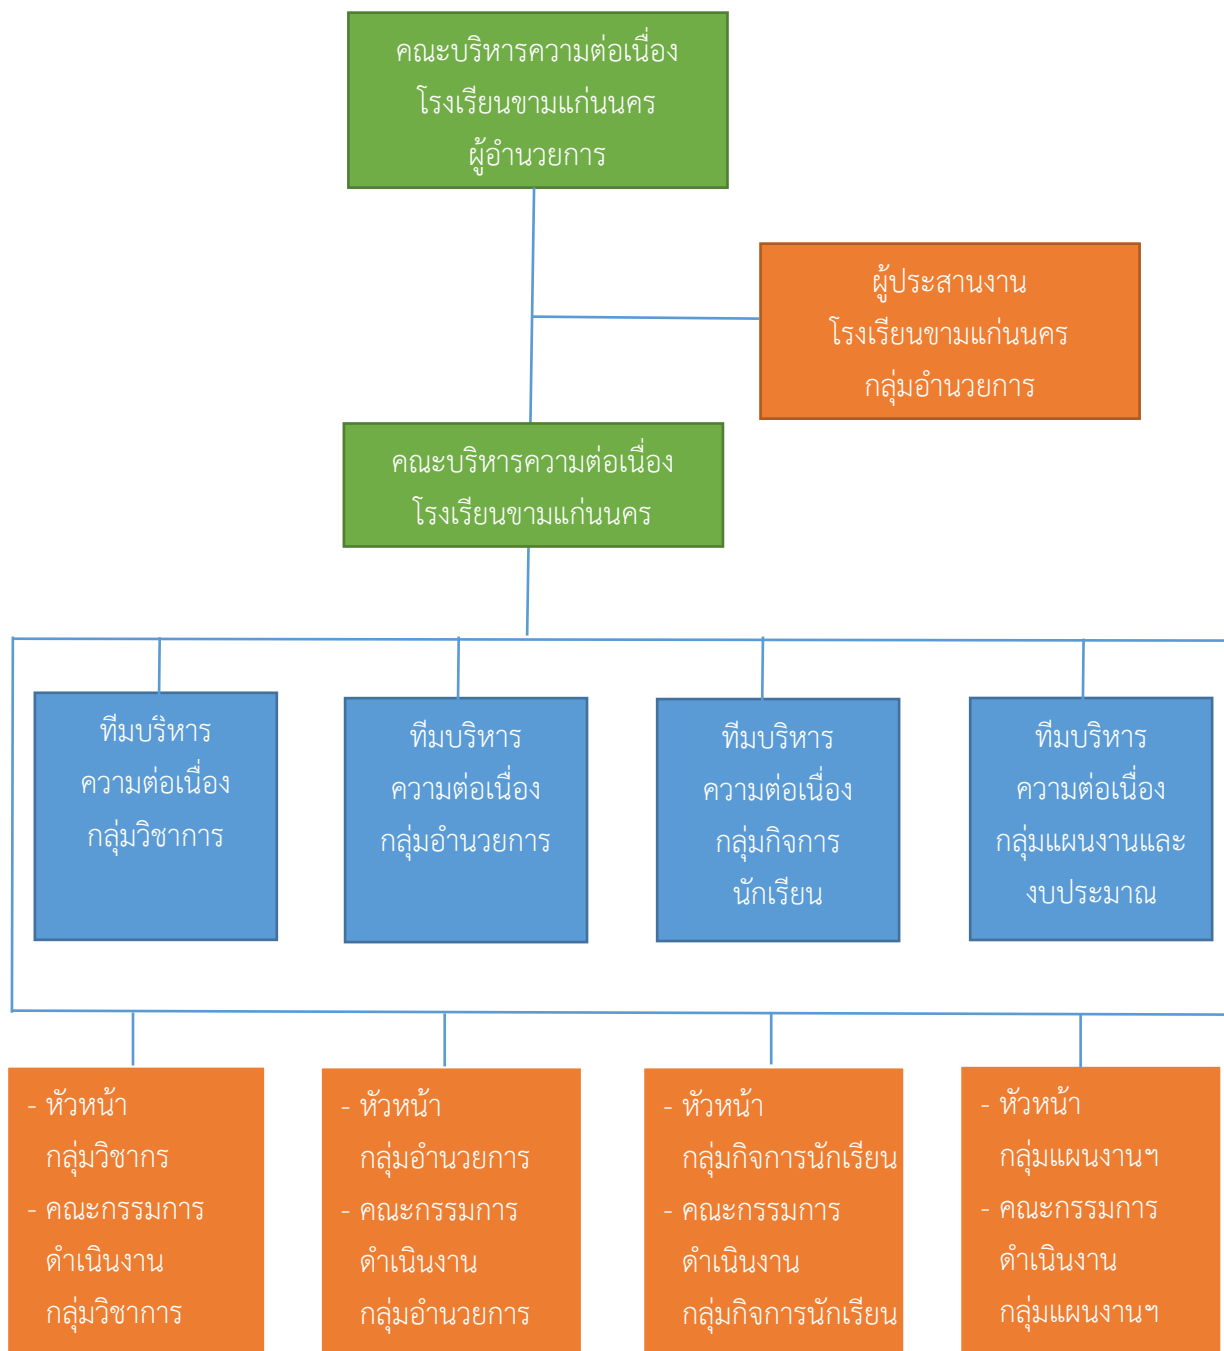 คณะบริหารความต่อเนื่อง
โรงเรียนขามแก่นนคร
ผู้อำนวยการ
ผู้ประสานงาน
โรงเรียนขามแก่นนคร
กลุ่มอำนวยการ
คณะบริหารความต่อเนื่อง
โรงเรียนขามแก่นนคร
ทีมบริหาร
ความต่อเนื่อง
กลุ่มวิชาการ
ทีมบริหาร
ความต่อเนื่อง
กลุ่มอำนวยการ
ทีมบริหาร
ความต่อเนื่อง
กลุ่มกิจการ
นักเรียน
ทีมบริหาร
ความต่อเนื่อง
กลุ่มแผนงานและ
งบประมาณ
- หัวหน้า
กลุ่มวิชากร
- คณะกรรมการ
ดำเนินงาน
กลุ่มวิชาการ
- หัวหน้า
กลุ่มอำนวยการ
- คณะกรรมการ
ดำเนินงาน
กลุ่มอำนวยการ
- หัวหน้า
กลุ่มกิจการนักเรียน
- คณะกรรมการ
ดำเนินงาน
กลุ่มกิจการนักเรียน
- หัวหน้า
กลุ่มแผนงานฯ
- คณะกรรมการ
ดำเนินงาน
กลุ่มแผนงานฯ